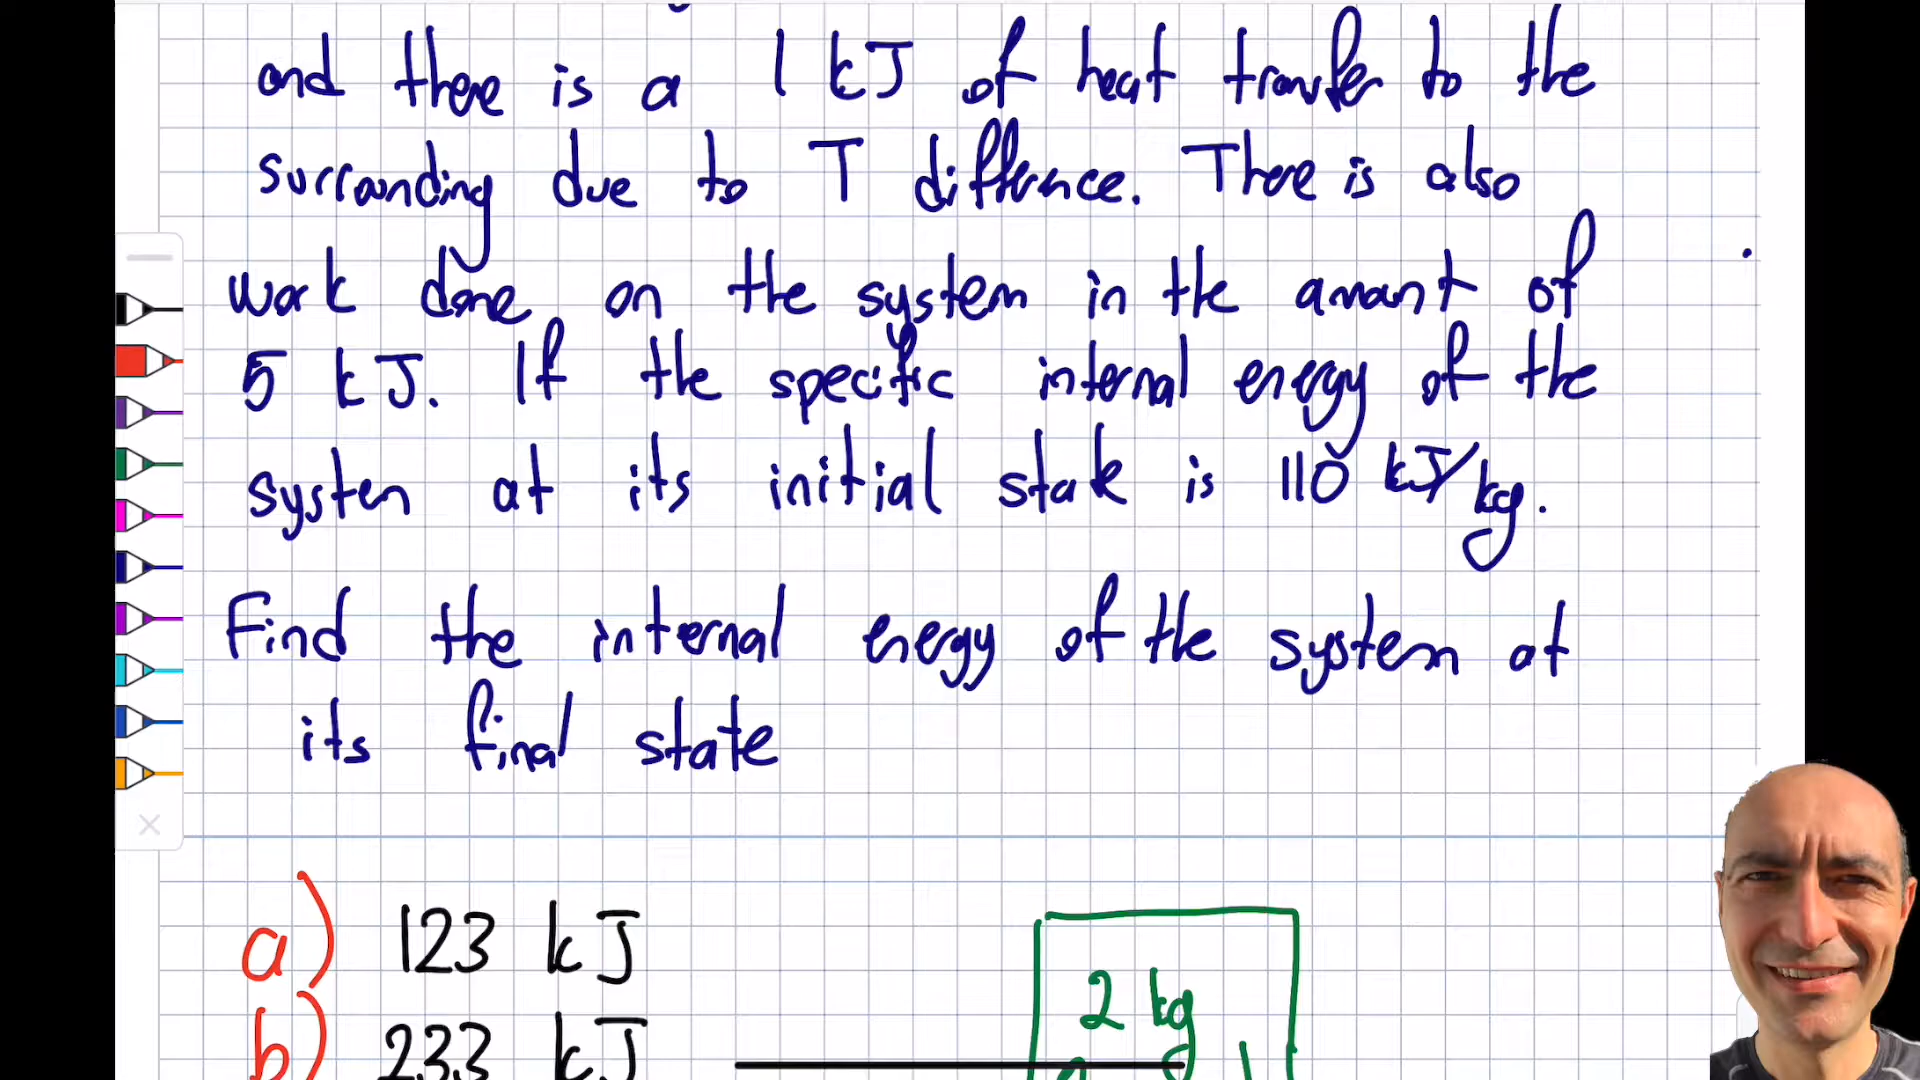 and there is a 1 kJ of heat transfer to the
surrounding due to T difference. There is also
work done on the system in the amount of
5 kJ. If the specific internal energy of the
system at its initial state is 110 kJ/kg.
Find the internal energy of the system at
its final state
a) 123 kJ
2 kg
b) 233 kJ